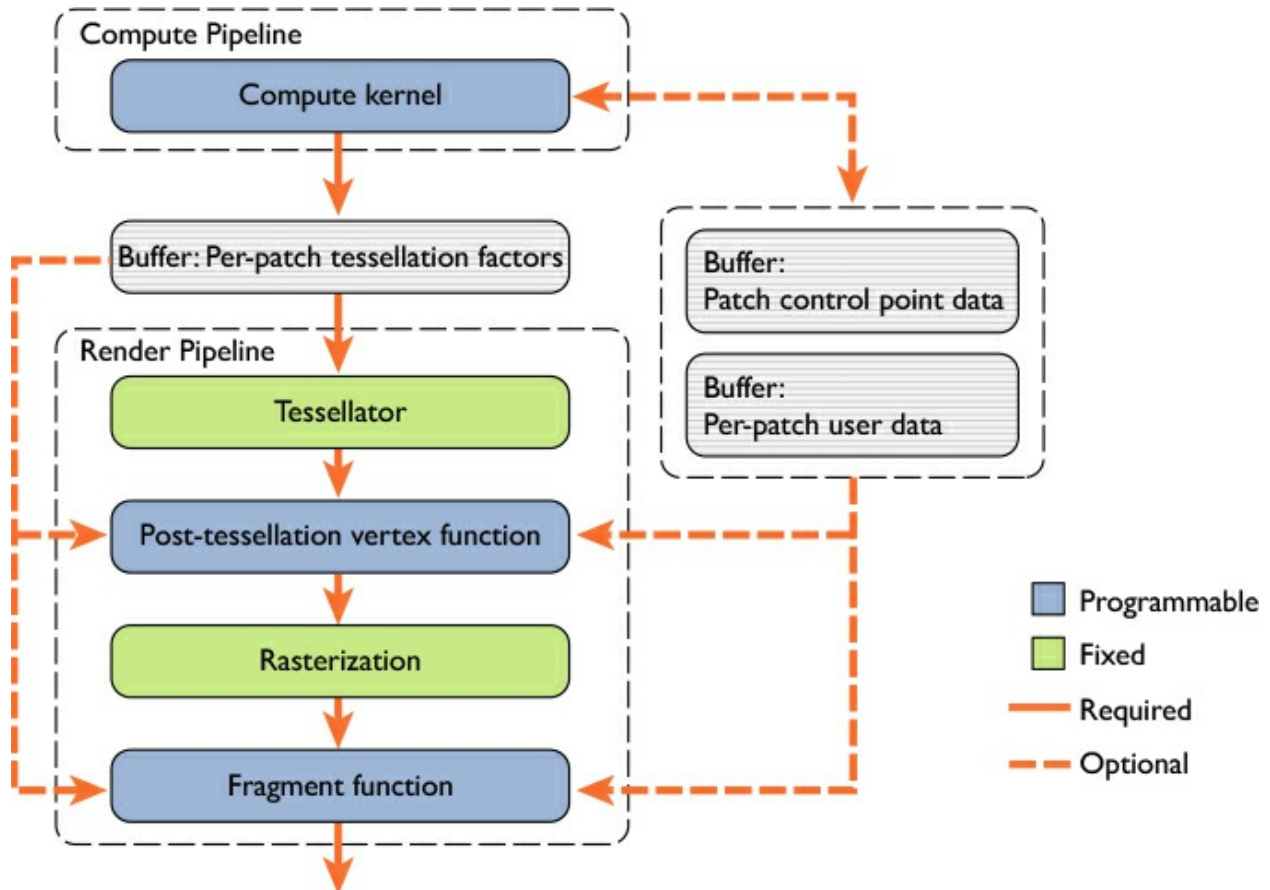 Compute Pipeline
Compute kernel
Buffer: Per-patch tessellation factors
Buffer:
Patch control point data
Buffer:
Per-patch user data
Render Pipeline
Tessellator
Post-tessellation vertex function
Rasterization
Fragment function
Programmable
Fixed
Required
Optional